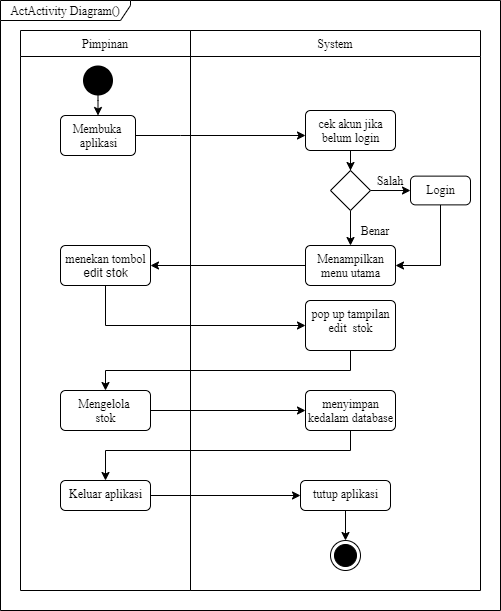 ActActivity Diagram()
Pimpinan
System
Membuka
aplikasi
cek akun jika
belum login
Salah
Login
Benar
menekan tombol
edit stok
Menampilkan
menu utama
pop up tampilan
edit stok
Mengelola
stok
menyimpan
kedalam database
Keluar aplikasi
tutup aplikasi